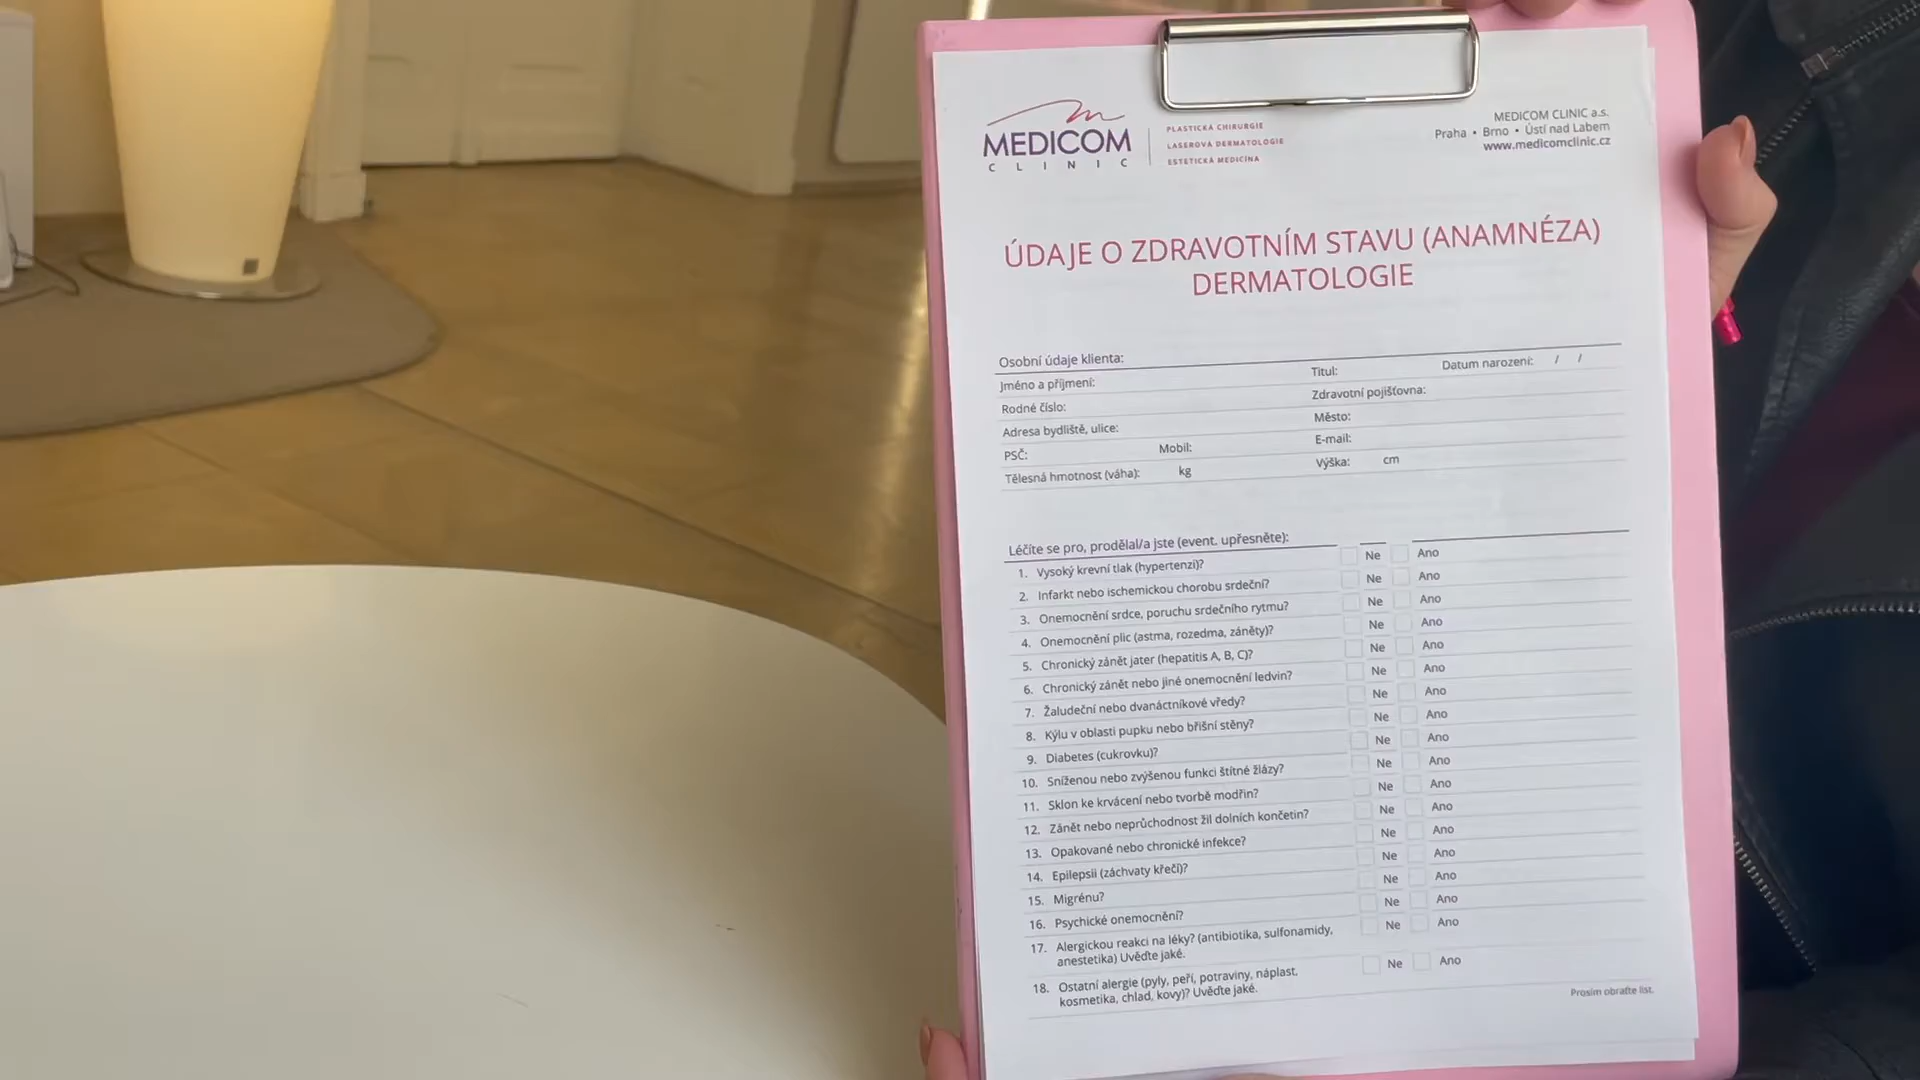 MEDICOM
CLINIC
PLASTICKÁ CHIRURGIE
LASEROVÁ DERMATOLOGIE
ESTETICKÁ MEDICÍNA
MEDICOM CLINIC a.s.
Praha • Brno • Ústí nad Labem
www.medicomclinic.cz
ÚDAJE O ZDRAVOTNÍM STAVU (ANAMNÉZA)
DERMATOLOGIE
Osobní údaje klienta:
Jméno a příjmení: Titul: Datum narození: / /
Rodné číslo: Zdravotní pojišťovna:
Adresa bydliště, ulice: Město:
PSČ: Mobil: E-mail:
Tělesná hmotnost (váha): kg Výška: cm
Léčíte se pro, prodělal/a jste (event. upřesněte):
1. Vysoký krevní tlak (hypertenzi)? Ne Ano
2. Infarkt nebo ischemickou chorobu srdeční? Ne Ano
3. Onemocnění srdce, poruchu srdečního rytmu? Ne Ano
4. Onemocnění plic (astma, rozedma, záněty)? Ne Ano
5. Chronický zánět jater (hepatitis A, B, C)? Ne Ano
6. Chronický zánět nebo jiné onemocnění ledvin? Ne Ano
7. Žaludeční nebo dvanáctníkové vředy? Ne Ano
8. Kýlu v oblasti pupku nebo břišní stěny? Ne Ano
9. Diabetes (cukrovku)? Ne Ano
10. Sníženou nebo zvýšenou funkci štítné žlázy? Ne Ano
11. Sklon ke krvácení nebo tvorbě modřin? Ne Ano
12. Zánět nebo neprůchodnost žil dolních končetin? Ne Ano
13. Opakované nebo chronické infekce? Ne Ano
14. Epilepsii (záchvaty křečí)? Ne Ano
15. Migrénu? Ne Ano
16. Psychické onemocnění? Ne Ano
17. Alergickou reakci na léky? (antibiotika, sulfonamidy, Ne Ano
anestetika) Uvěďte jaké.
18. Ostatní alergie (pyly, peří, potraviny, náplast, Ne Ano
kosmetika, chlad, kovy)? Uvěďte jaké.
Prosím obraťte list.